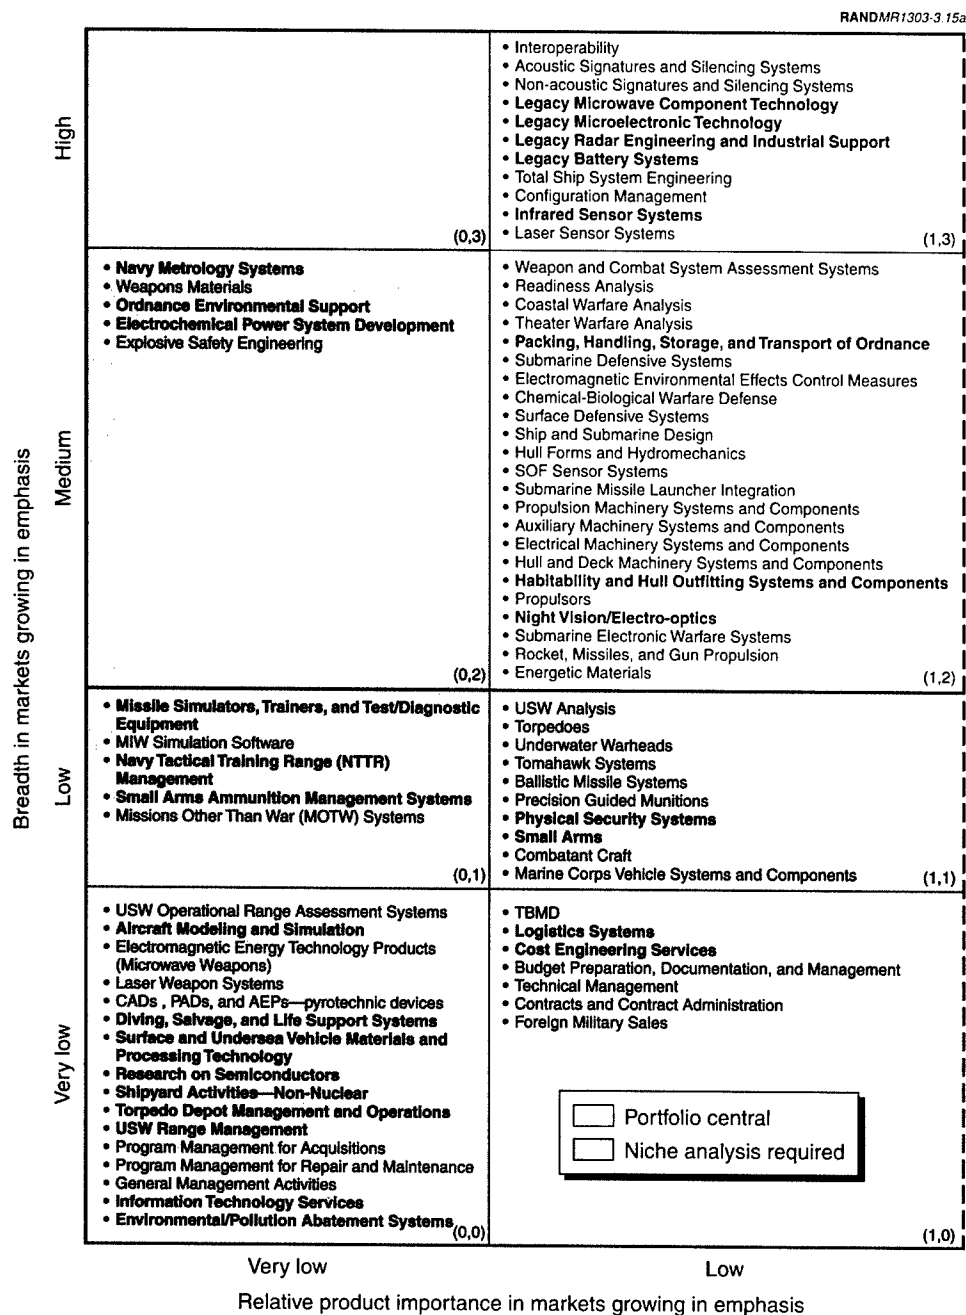 RANDMR1303-3.15a
High
• Interoperability
• Acoustic Signatures and Silencing Systems
• Non-acoustic Signatures and Silencing Systems
• Legacy Microwave Component Technology
• Legacy Microelectronic Technology
• Legacy Radar Engineering and Industrial Support
• Legacy Battery Systems
• Total Ship System Engineering
• Configuration Management
• Infrared Sensor Systems
• Laser Sensor Systems
(0,3)
(1,3)
Breadth in markets growing in emphasis
Medium
• Navy Metrology Systems
• Weapons Materials
• Ordnance Environmental Support
• Electrochemical Power System Development
• Explosive Safety Engineering
(0,2)
• Weapon and Combat System Assessment Systems
• Readiness Analysis
• Coastal Warfare Analysis
• Theater Warfare Analysis
• Packing, Handling, Storage, and Transport of Ordnance
• Submarine Defensive Systems
• Electromagnetic Environmental Effects Control Measures
• Chemical-Biological Warfare Defense
• Surface Defensive Systems
• Ship and Submarine Design
• Hull Forms and Hydromechanics
• SOF Sensor Systems
• Submarine Missile Launcher Integration
• Propulsion Machinery Systems and Components
• Auxiliary Machinery Systems and Components
• Electrical Machinery Systems and Components
• Hull and Deck Machinery Systems and Components
• Habitability and Hull Outfitting Systems and Components
• Propulsors
• Night Vision/Electro-optics
• Submarine Electronic Warfare Systems
• Rocket, Missiles, and Gun Propulsion
• Energetic Materials
(1,2)
Low
• Missile Simulators, Trainers, and Test/Diagnostic
Equipment
• MIW Simulation Software
• Navy Tactical Training Range (NTTR)
Management
• Small Arms Ammunition Management Systems
• Missions Other Than War (MOTW) Systems
(0,1)
• USW Analysis
• Torpedoes
• Underwater Warheads
• Tomahawk Systems
• Ballistic Missile Systems
• Precision Guided Munitions
• Physical Security Systems
• Small Arms
• Combatant Craft
• Marine Corps Vehicle Systems and Components
(1,1)
Very low
• USW Operational Range Assessment Systems
• Aircraft Modeling and Simulation
• Electromagnetic Energy Technology Products
(Microwave Weapons)
• Laser Weapon Systems
• CADs , PADs, and AEPs—pyrotechnic devices
• Diving, Salvage, and Life Support Systems
• Surface and Undersea Vehicle Materials and
Processing Technology
• Research on Semiconductors
• Shipyard Activities—Non-Nuclear
• Torpedo Depot Management and Operations
• USW Range Management
• Program Management for Acquisitions
• Program Management for Repair and Maintenance
• General Management Activities
• Information Technology Services
• Environmental/Pollution Abatement Systems
(0,0)
• TBMD
• Logistics Systems
• Cost Engineering Services
• Budget Preparation, Documentation, and Management
• Technical Management
• Contracts and Contract Administration
• Foreign Military Sales
Portfolio central
Niche analysis required
(1,0)
Very low
Low
Relative product importance in markets growing in emphasis